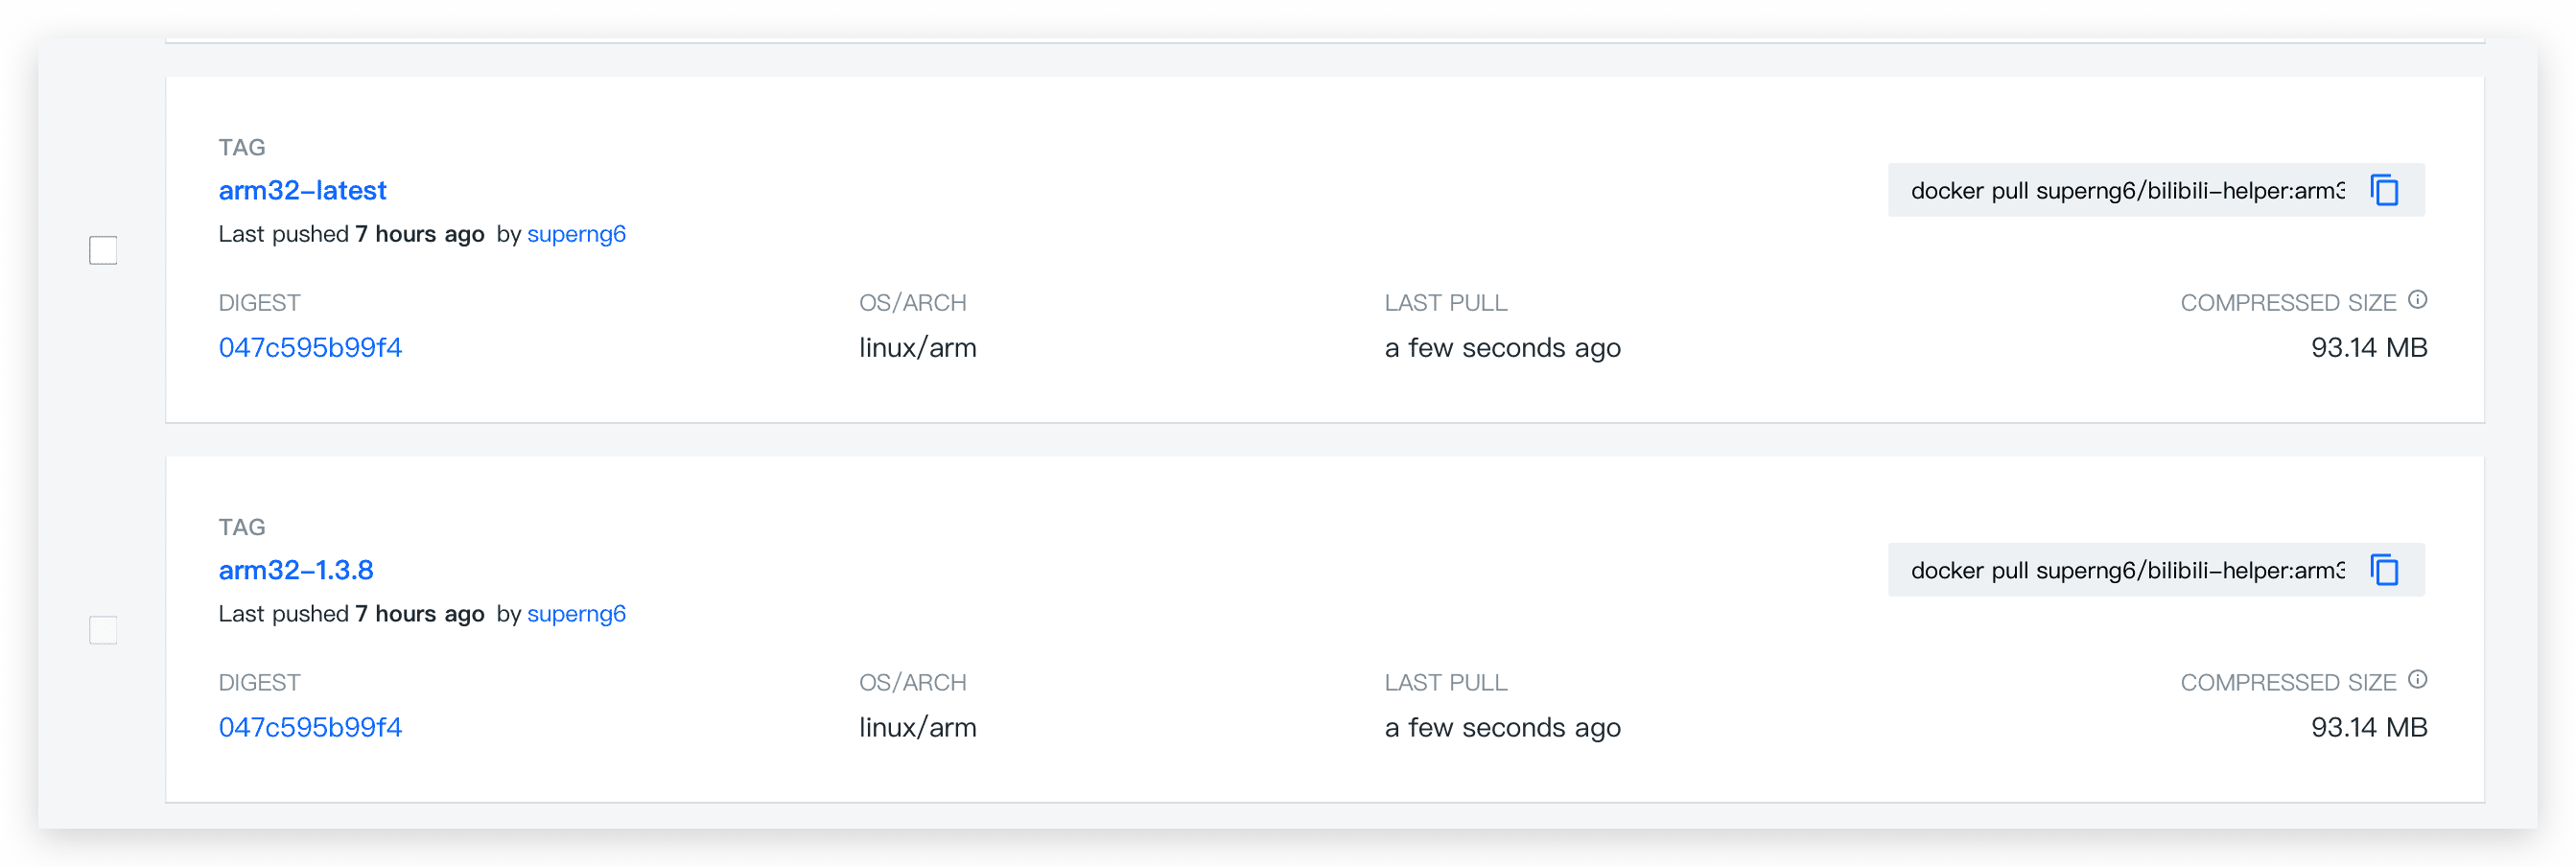 TAG
arm32-latest
docker pull superng6/bilibili-helper:arm3
Last pushed 7 hours ago by superng6
DIGEST OS/ARCH LAST PULL COMPRESSED SIZE
047c595b99f4 linux/arm a few seconds ago 93.14 MB
TAG
arm32-1.3.8
docker pull superng6/bilibili-helper:arm3
Last pushed 7 hours ago by superng6
DIGEST OS/ARCH LAST PULL COMPRESSED SIZE
047c595b99f4 linux/arm a few seconds ago 93.14 MB